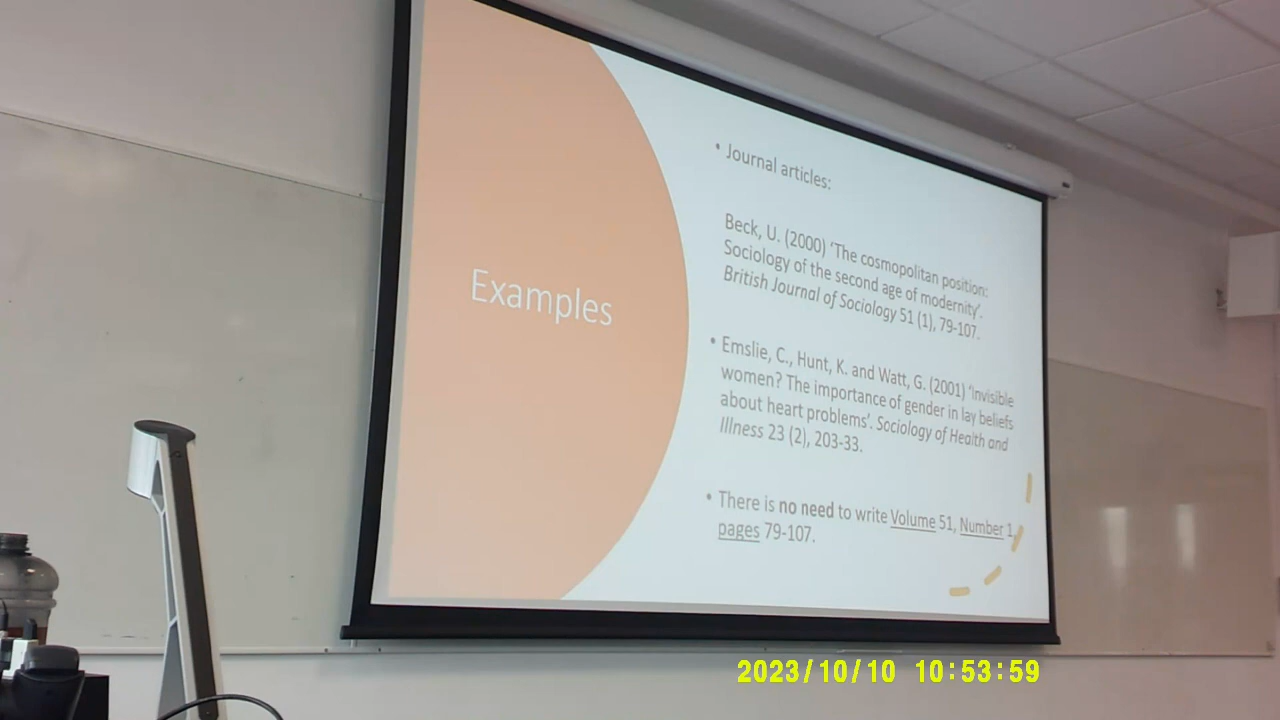 Examples
• Journal articles:
Beck, U. (2000) 'The cosmopolitan position:
Sociology of the second age of modernity'.
British Journal of Sociology 51 (1), 79-107.
• Emslie, C., Hunt, K. and Watt, G. (2001) 'Invisible
women? The importance of gender in lay beliefs
about heart problems'. Sociology of Health and
Illness 23 (2), 203-33.
• There is no need to write Volume 51, Number 1,
pages 79-107.
2023/10/10 10:53:59